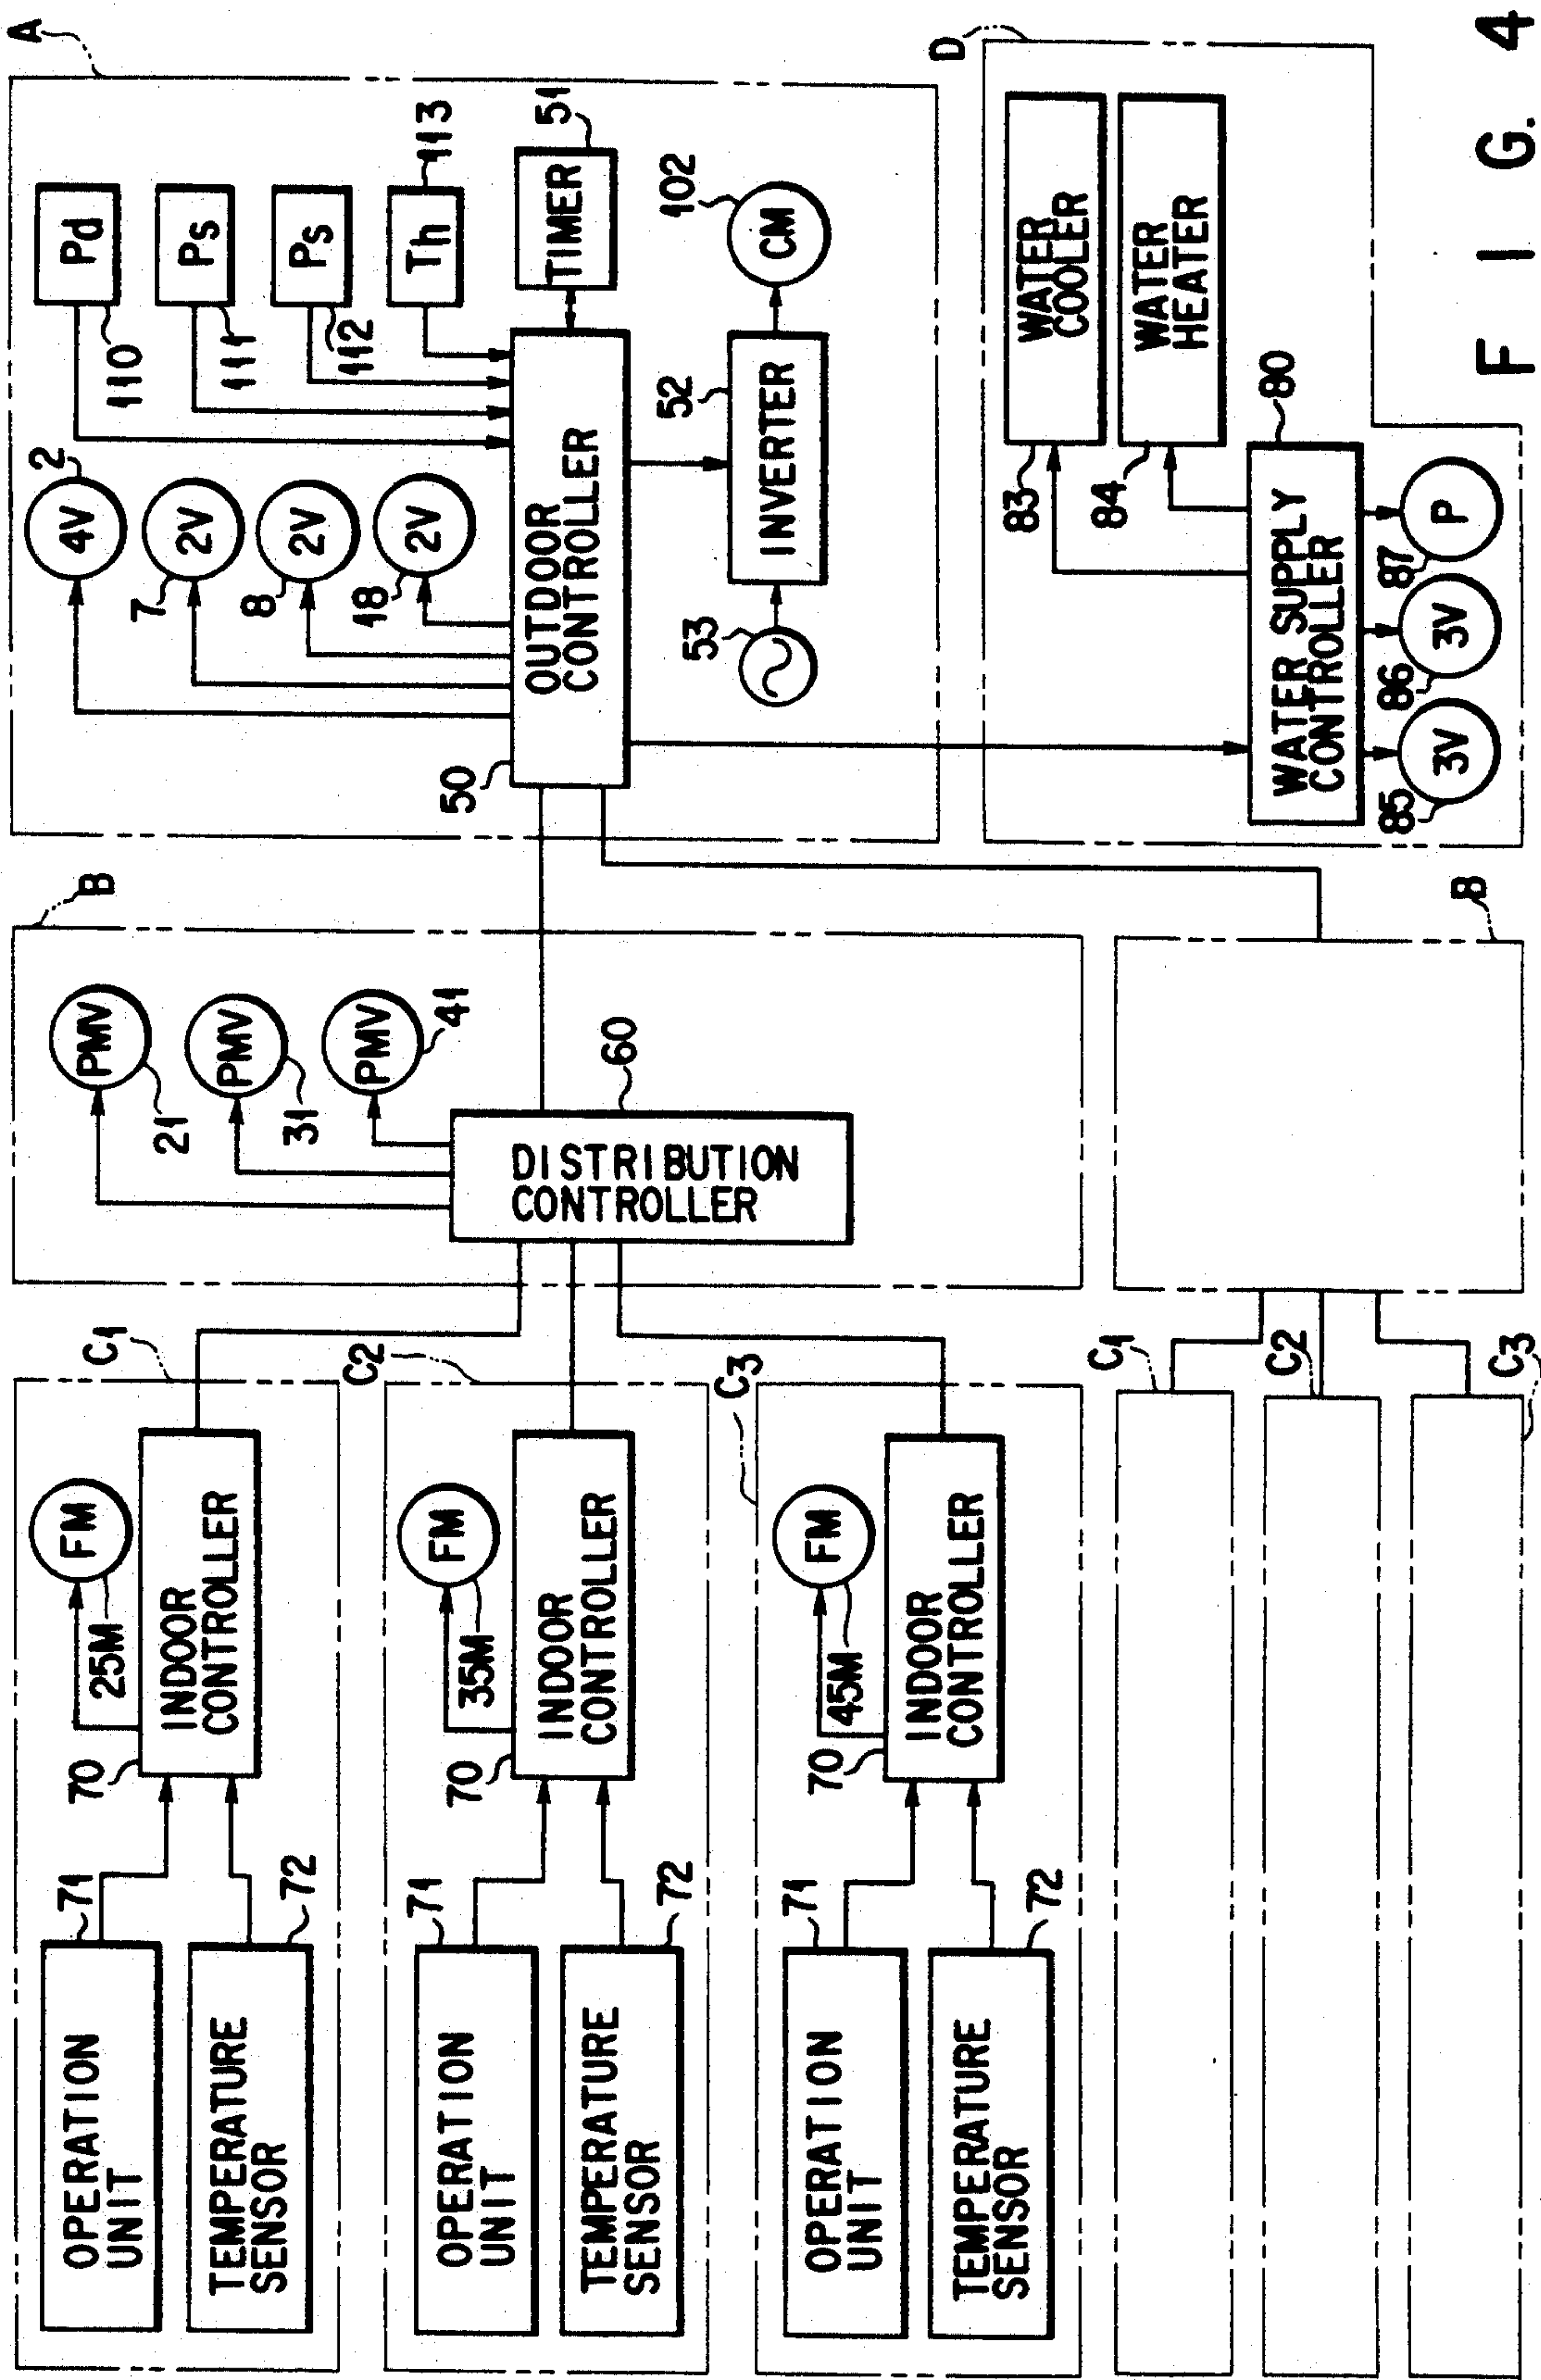 C1
OPERATION
UNIT
71
TEMPERATURE
SENSOR
72
70
25M
FM
INDOOR
CONTROLLER
C2
OPERATION
UNIT
71
TEMPERATURE
SENSOR
72
70
35M
FM
INDOOR
CONTROLLER
C3
OPERATION
UNIT
71
TEMPERATURE
SENSOR
72
70
45M
FM
INDOOR
CONTROLLER
C1
C2
C3
B
PMV
21
PMV
31
PMV
41
60
DISTRIBUTION
CONTROLLER
B
A
4V
2
2V
7
2V
8
2V
18
Pd
110
Ps
111
Ps
112
Th
113
50
OUTDOOR
CONTROLLER
TIMER
51
53
INVERTER
52
CM
102
D
83
WATER
COOLER
84
WATER
HEATER
WATER SUPPLY
CONTROLLER
80
85
3V
86
3V
87
P
FIG. 4